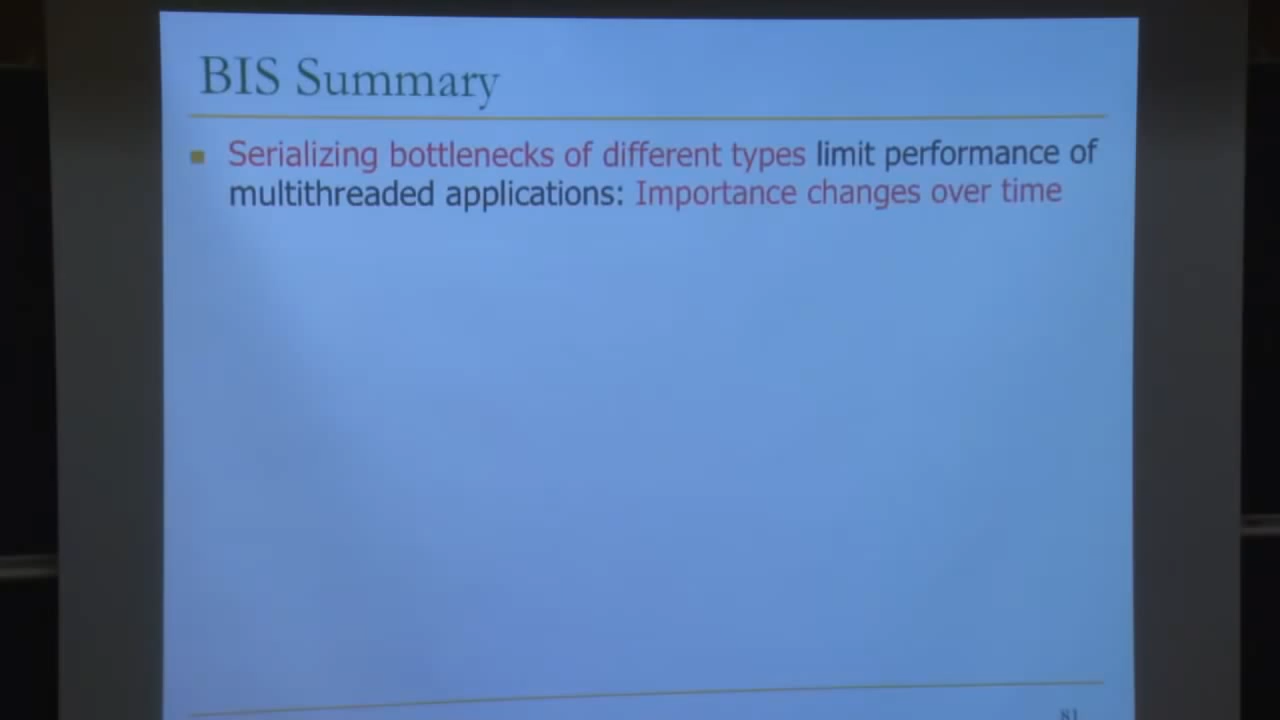 BIS Summary
Serializing bottlenecks of different types limit performance of
multithreaded applications: Importance changes over time
81